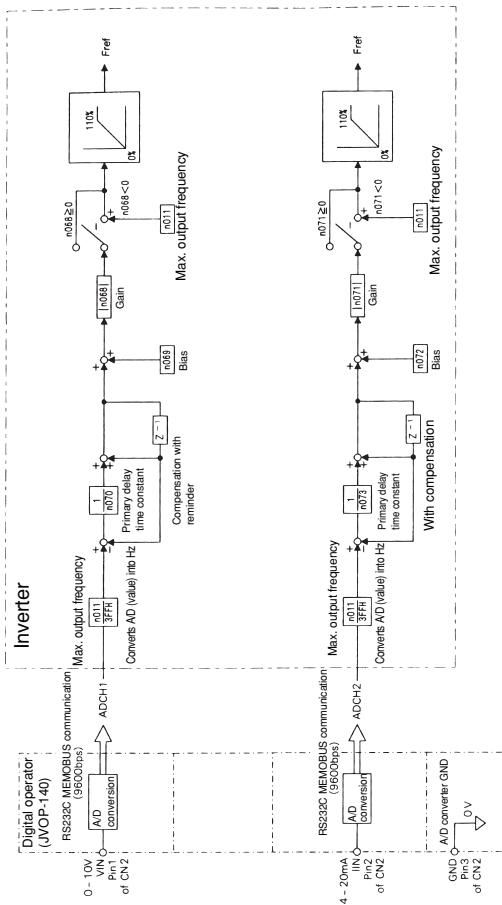 Digital operator
(JVOP-140)
RS232C MEMOBUS communication
(9600bps)
0 - 10V
VIN
Pin1
of CN2
A/D
conversion
ADCH1
Inverter
Max. output frequency
n011
3FFH
Converts A/D (value) into Hz
+
−
1
n070
Primary delay
time constant
+
+
Z −1
Compensation with
reminder
+
+
n069
Bias
|n068|
Gain
n068≧0
n068<0
−
+
n011
Max. output frequency
110%
0%
Fref
RS232C MEMOBUS communication
(9600bps)
4 - 20mA
IIN
Pin2
of CN2
A/D
conversion
ADCH2
Max. output frequency
n011
3FFH
Converts A/D (value) into Hz
+
−
1
n073
Primary delay
time constant
+
+
Z −1
With compensation
+
+
n072
Bias
|n071|
Gain
n071≧0
n071<0
−
+
n011
Max. output frequency
110%
0%
Fref
A/D converter GND
GND
Pin3
of CN2
0V